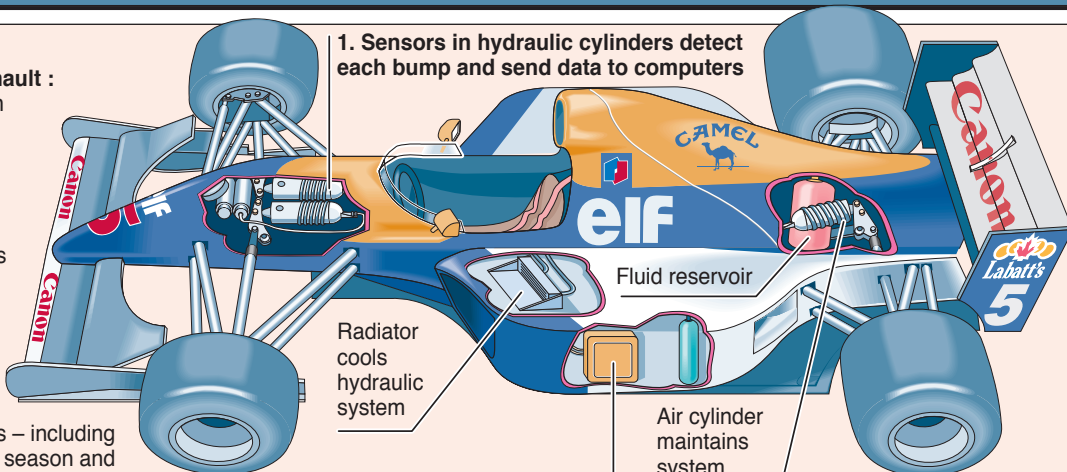 ault :
1. Sensors in hydraulic cylinders detect
each bump and send data to computers
CAMEL
elf
elf
Canon
Canon
Canon
Labatt's
5
Fluid reservoir
Radiator
cools
hydraulic
system
Air cylinder
maintains
system
s – including
season and